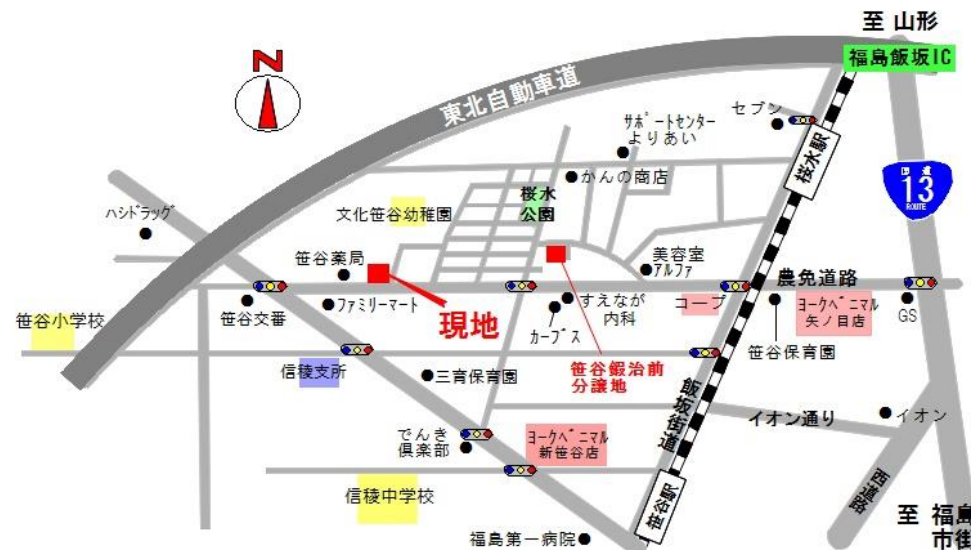 至 山形
福島飯坂IC
N
東北自動車道
セブン
サポートセンター
よりあい
桜水駅
国道
13
ROUTE
かんの商店
桜水
公園
文化笹谷幼稚園
ハシドラッグ
笹谷薬局
美容室
アルファ
農免道路
笹谷交番
ファミリーマート
現地
すえなが
内科
カーブス
コープ
ヨークベニマル
矢ノ目店
GS
笹谷小学校
笹谷保育園
信稜支所
三育保育園
笹谷鍛冶前
分譲地
飯坂街道
イオン通り
イオン
でんき
倶楽部
ヨークベニマル
新笹谷店
信稜中学校
笹谷駅
西道路
福島第一病院
至 福島
市街